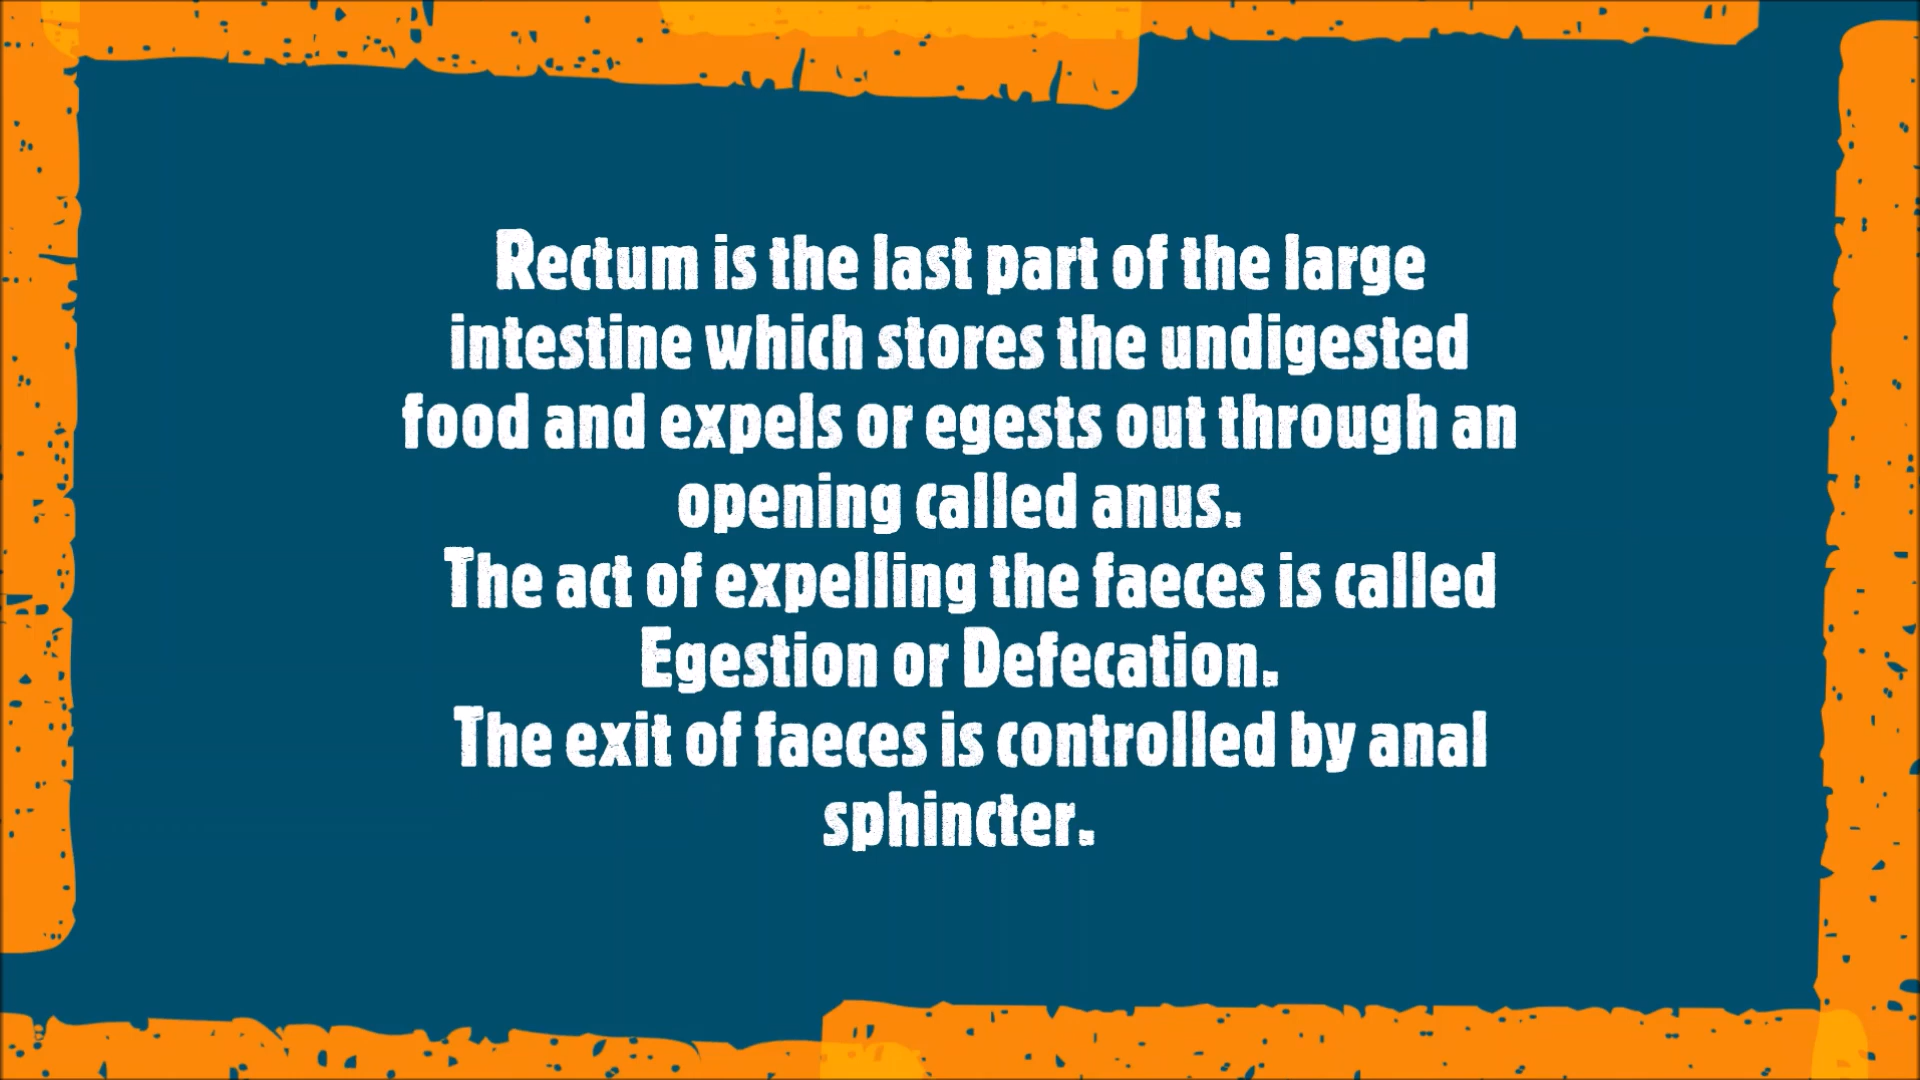 Rectum is the last part of the large
intestine which stores the undigested
food and expels or egests out through an
opening called anus.
The act of expelling the faeces is called
Egestion or Defecation.
The exit of faeces is controlled by anal
sphincter.